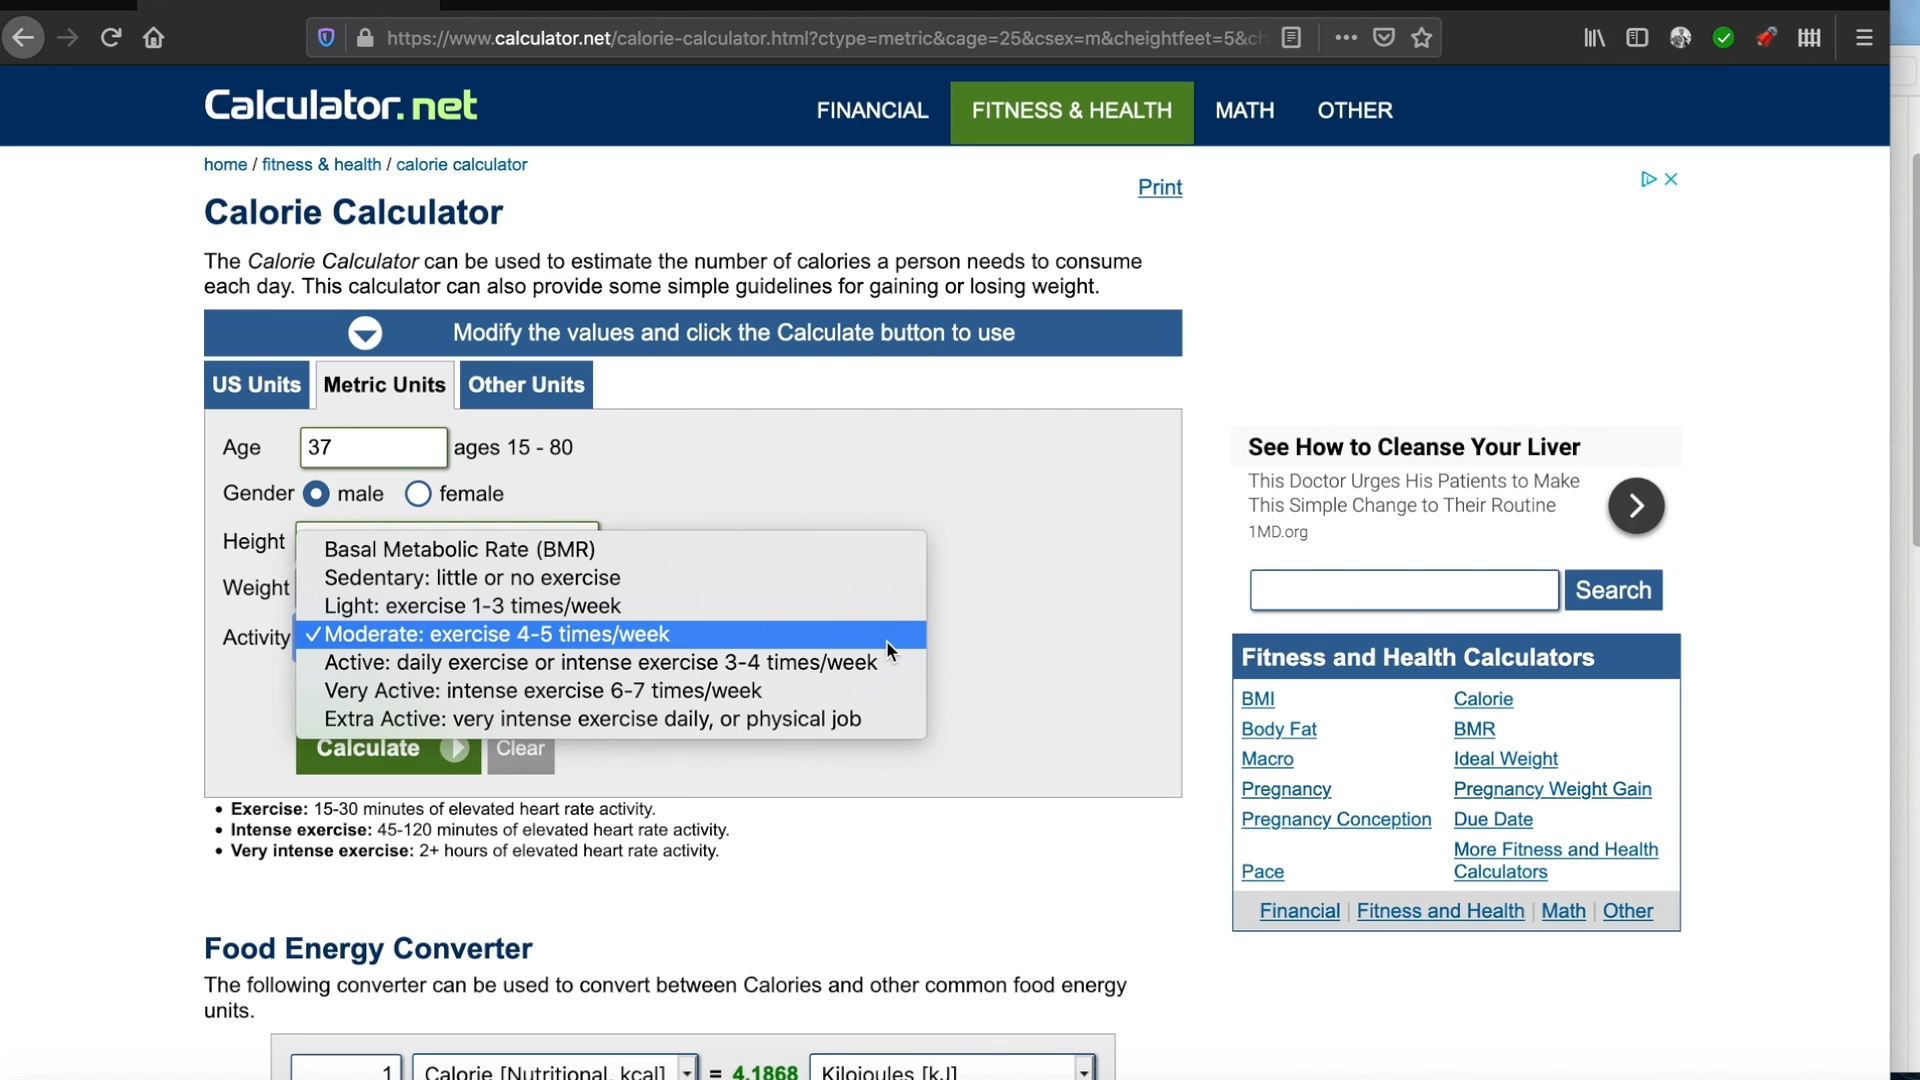 https://www.calculator.net/calorie-calculator.html?ctype=metric&cage=25&csex=m&cheightfeet=5&ch
Calculator.net
FINANCIAL
FITNESS & HEALTH
MATH
OTHER
home / fitness & health / calorie calculator
Print
Calorie Calculator
The Calorie Calculator can be used to estimate the number of calories a person needs to consume
each day. This calculator can also provide some simple guidelines for gaining or losing weight.
Modify the values and click the Calculate button to use
US Units
Metric Units
Other Units
Age 37 ages 15 - 80
Gender male female
Height
Weight
Activity
Basal Metabolic Rate (BMR)
Sedentary: little or no exercise
Light: exercise 1-3 times/week
✓ Moderate: exercise 4-5 times/week
Active: daily exercise or intense exercise 3-4 times/week
Very Active: intense exercise 6-7 times/week
Extra Active: very intense exercise daily, or physical job
Calculate
Clear
• Exercise: 15-30 minutes of elevated heart rate activity.
• Intense exercise: 45-120 minutes of elevated heart rate activity.
• Very intense exercise: 2+ hours of elevated heart rate activity.
Food Energy Converter
The following converter can be used to convert between Calories and other common food energy
units.
1 Calorie [Nutritional, kcal] = 4.1868 Kilojoules [kJ]
See How to Cleanse Your Liver
This Doctor Urges His Patients to Make
This Simple Change to Their Routine
1MD.org
Search
Fitness and Health Calculators
BMI Calorie
Body Fat BMR
Macro Ideal Weight
Pregnancy Pregnancy Weight Gain
Pregnancy Conception Due Date
Pace More Fitness and Health
Calculators
Financial | Fitness and Health | Math | Other